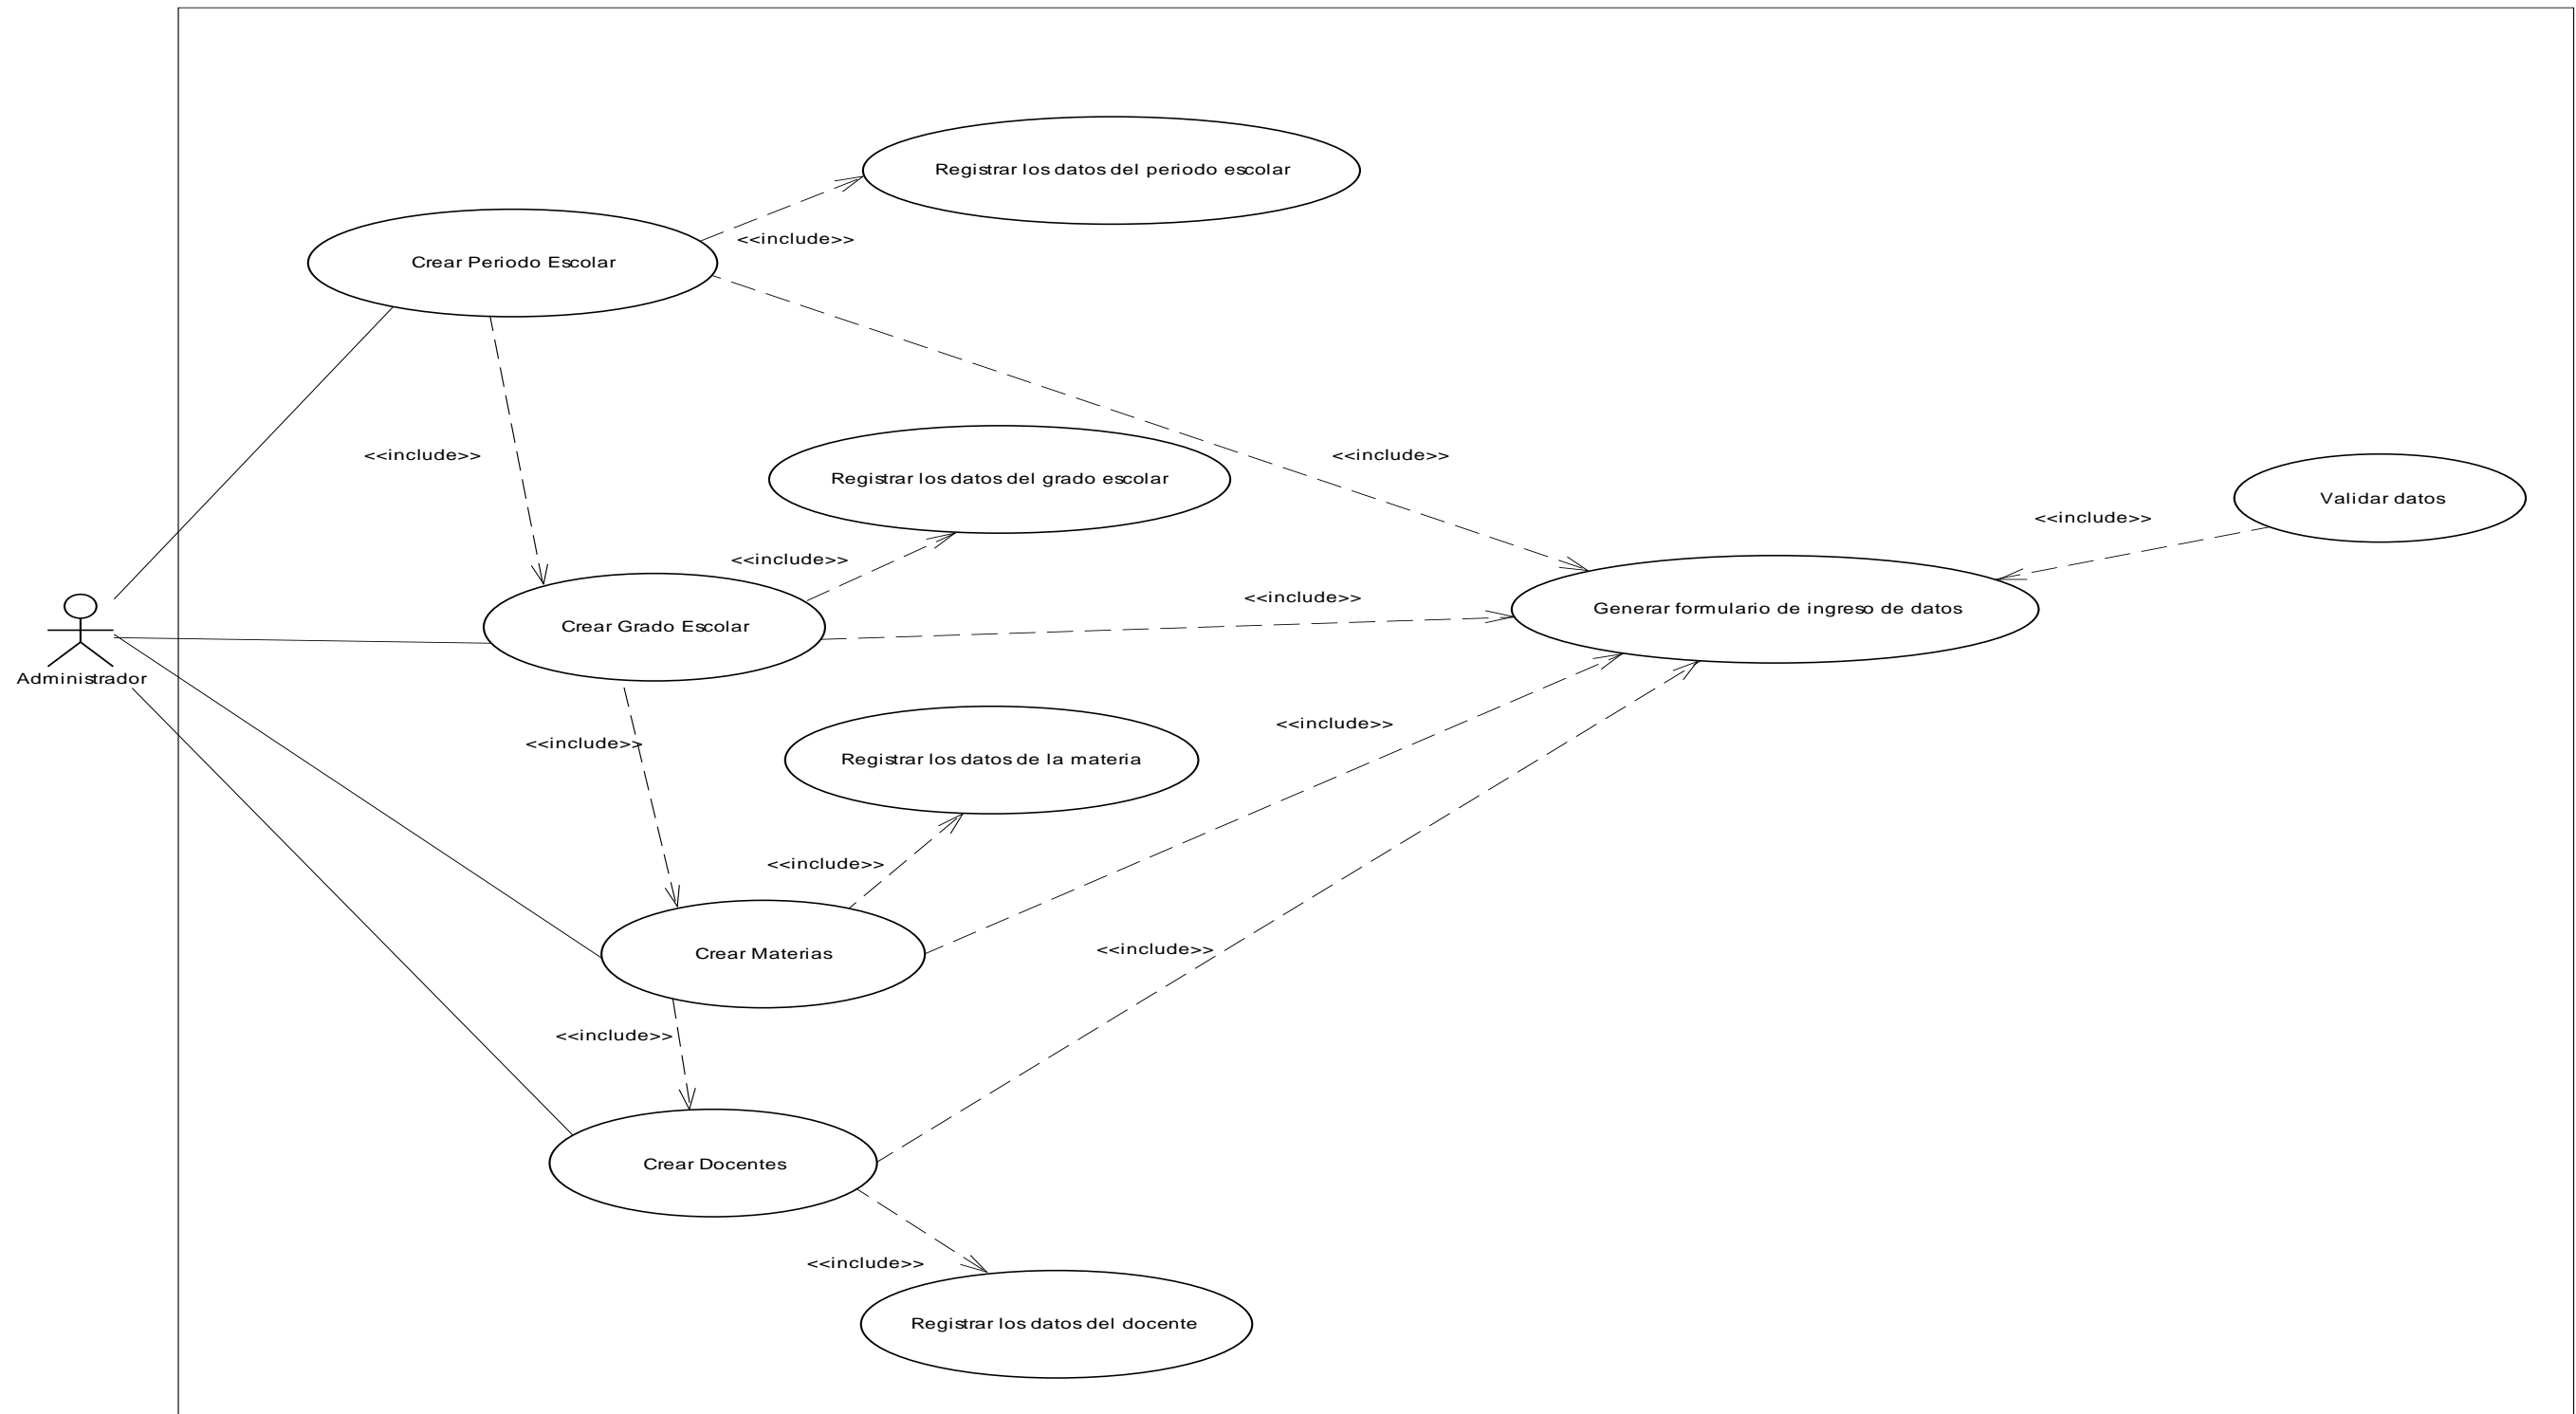 Registrar los datos del periodo escolar
<<include>>
Crear Periodo Escolar
<<include>>
<<include>>
Registrar los datos del grado escolar
Validar datos
<<include>>
<<include>>
<<include>>
Generar formulario de ingreso de datos
Crear Grado Escolar
Administrador
<<include>>
<<include>>
Registrar los datos de la materia
<<include>>
<<include>>
Crear Materias
<<include>>
Crear Docentes
<<include>>
Registrar los datos del docente